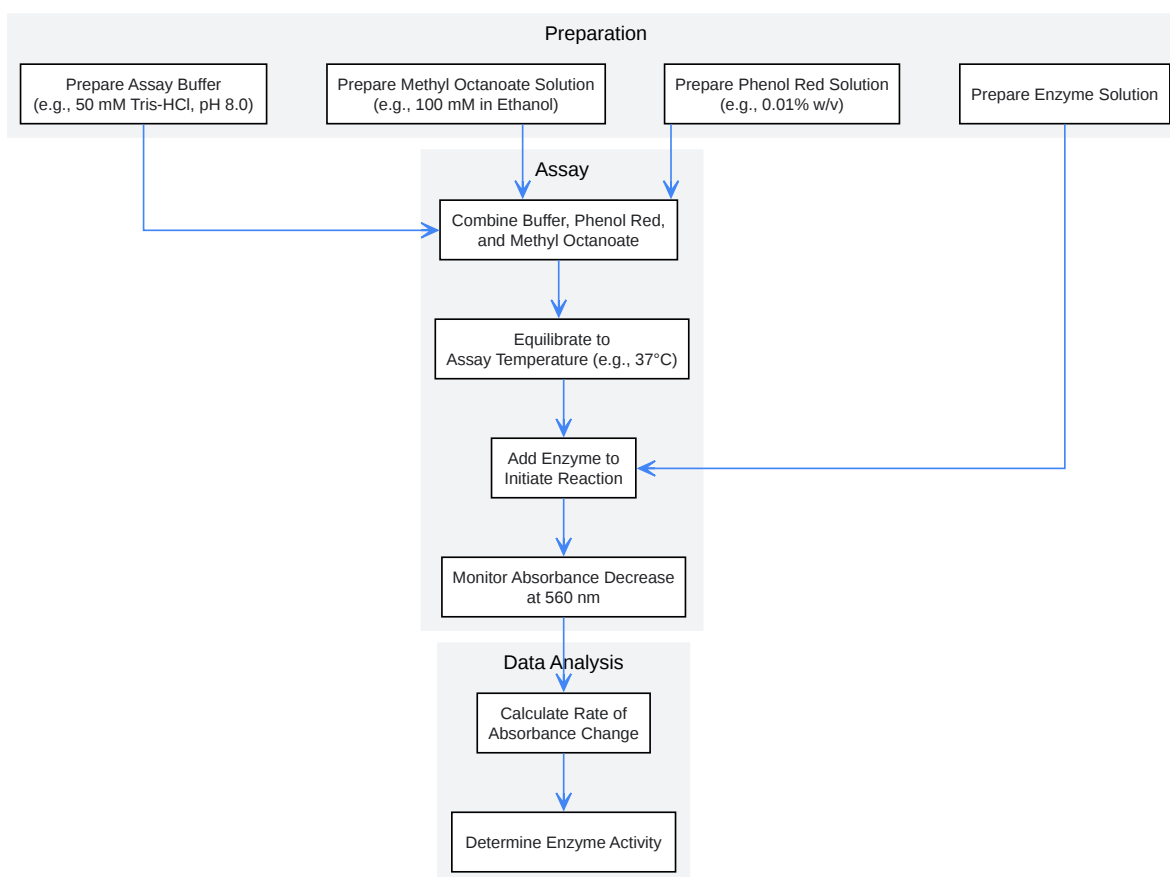 Preparation
Prepare Assay Buffer
(e.g., 50 mM Tris-HCl, pH 8.0)
Prepare Methyl Octanoate Solution
(e.g., 100 mM in Ethanol)
Prepare Phenol Red Solution
(e.g., 0.01% w/v)
Prepare Enzyme Solution
Assay
Combine Buffer, Phenol Red,
and Methyl Octanoate
Equilibrate to
Assay Temperature (e.g., 37°C)
Add Enzyme to
Initiate Reaction
Monitor Absorbance Decrease
at 560 nm
Data Analysis
Calculate Rate of
Absorbance Change
Determine Enzyme Activity